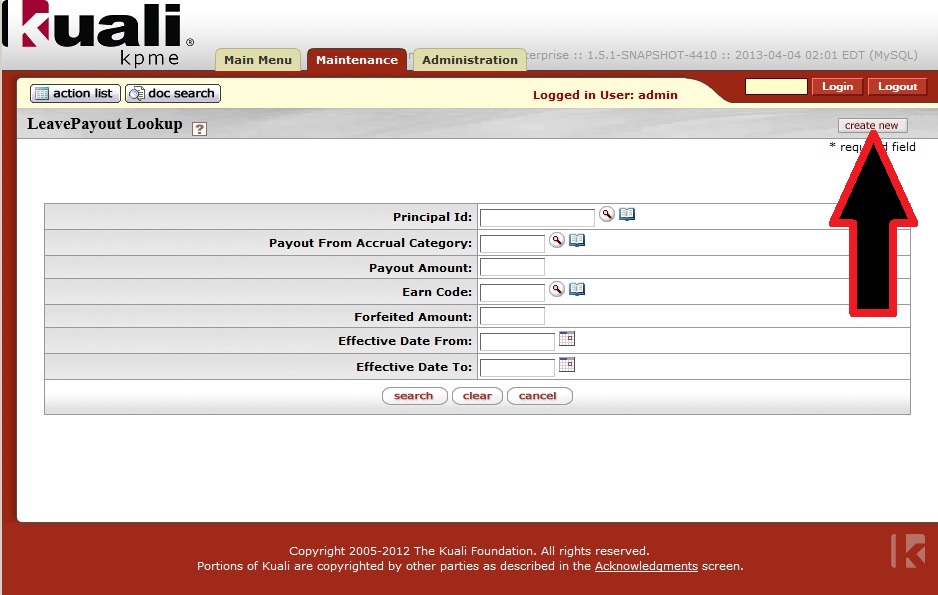 kuali ®
kpme
Main Menu
Maintenance
Administration
erprise :: 1.5.1-SNAPSHOT-4410 :: 2013-04-04 02:01 EDT (MySQL)
action list
doc search
Logged in User: admin
Login
Logout
LeavePayout Lookup ?
create new
* field
Principal Id:
Payout From Accrual Category:
Payout Amount:
Earn Code:
Forfeited Amount:
Effective Date From:
Effective Date To:
search clear cancel
Copyright 2005-2012 The Kuali Foundation. All rights reserved.
Portions of Kuali are copyrighted by other parties as described in the Acknowledgments screen.